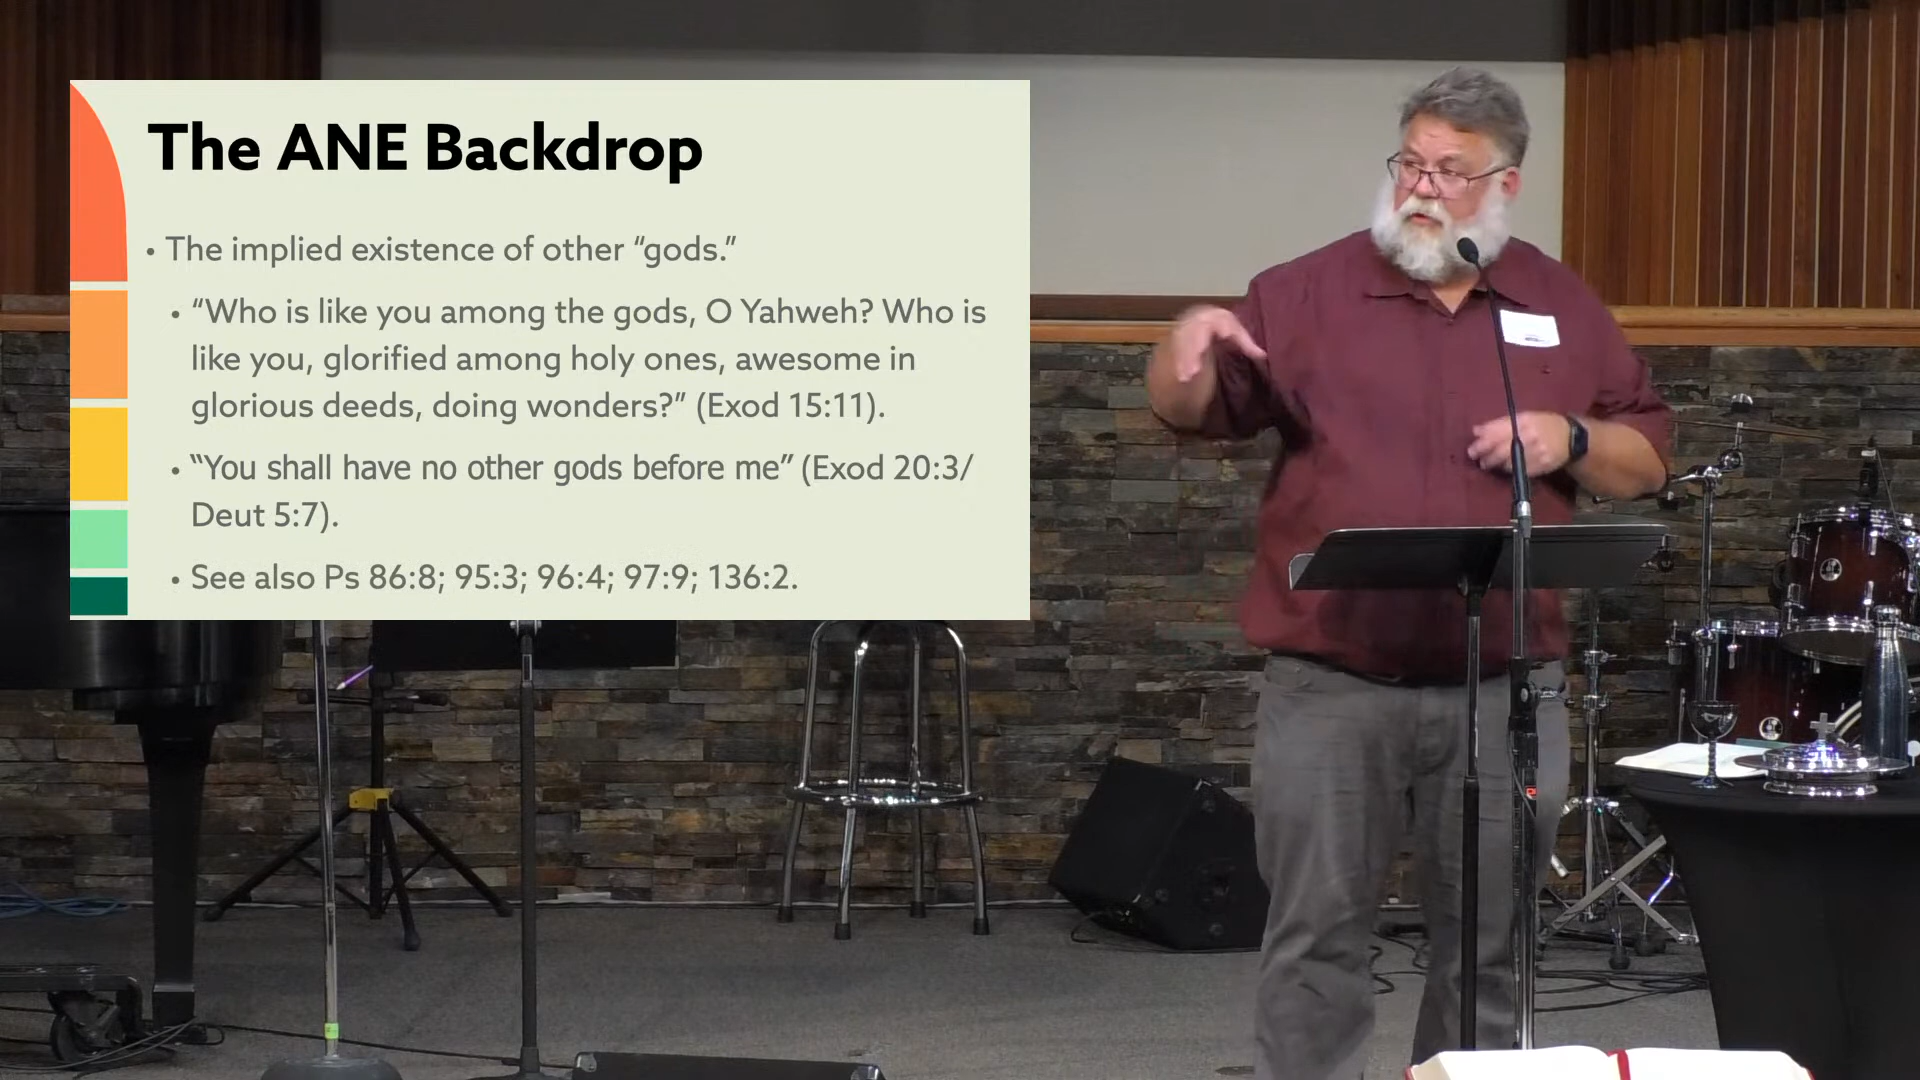 The ANE Backdrop
• The implied existence of other “gods.”
• “Who is like you among the gods, O Yahweh? Who is
like you, glorified among holy ones, awesome in
glorious deeds, doing wonders?” (Exod 15:11).
• “You shall have no other gods before me” (Exod 20:3/
Deut 5:7).
• See also Ps 86:8; 95:3; 96:4; 97:9; 136:2.